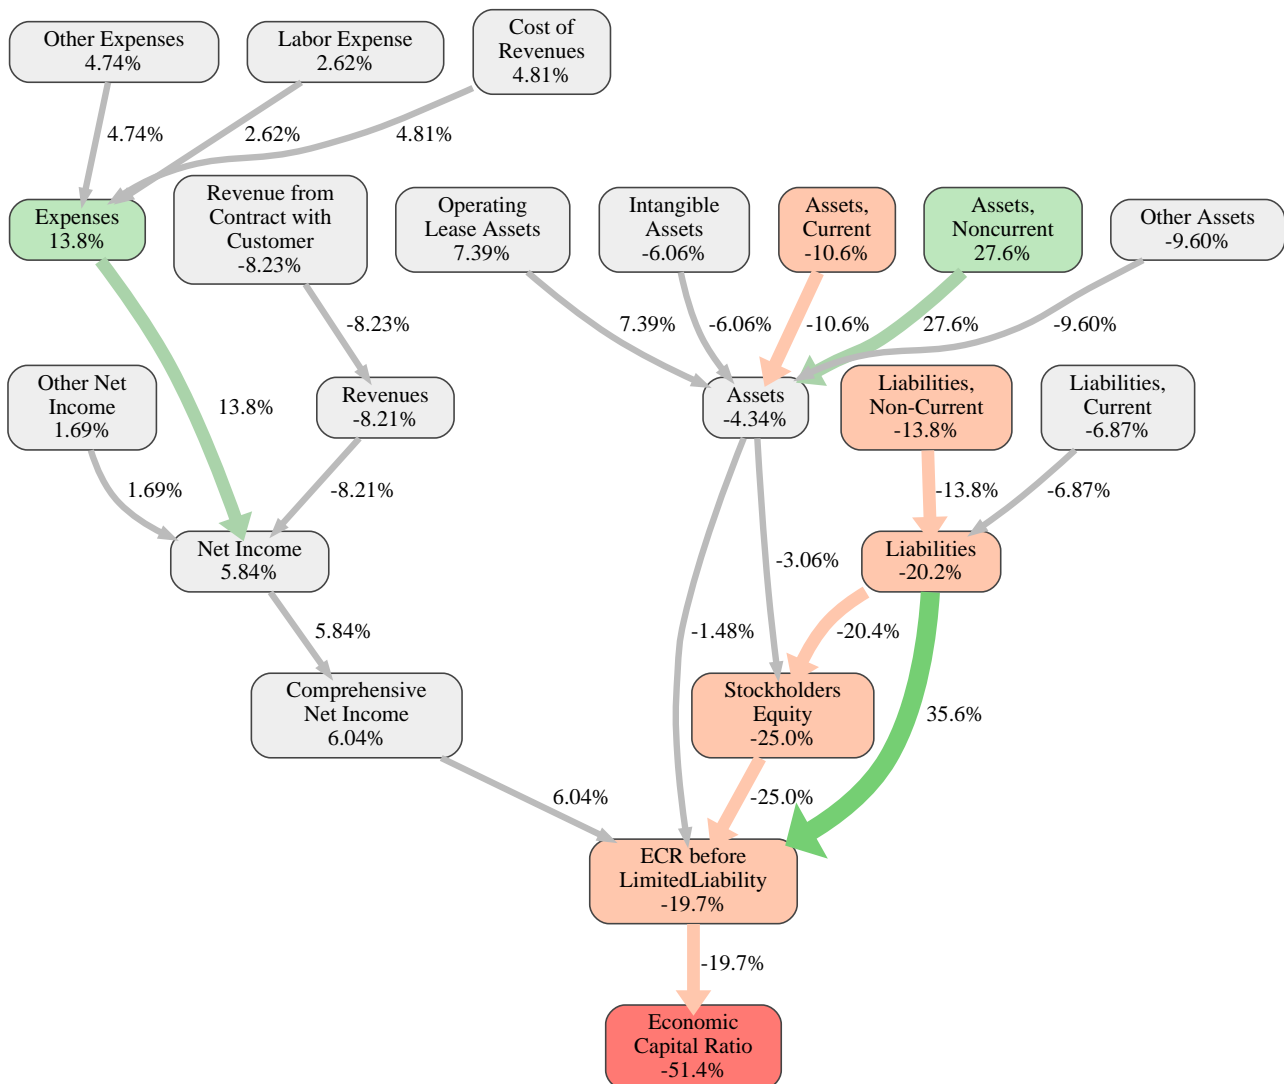 Other Expenses
4.74%
Labor Expense
2.62%
Cost of
Revenues
4.81%
4.74%
2.62%
4.81%
Expenses
13.8%
Revenue from
Contract with
Customer
-8.23%
Operating
Lease Assets
7.39%
Intangible
Assets
-6.06%
Assets,
Current
-10.6%
Assets,
Noncurrent
27.6%
Other Assets
-9.60%
-8.23%
7.39%
-6.06%
-10.6%
27.6%
-9.60%
Other Net
Income
1.69%
13.8%
Revenues
-8.21%
Assets
-4.34%
Liabilities,
Non-Current
-13.8%
Liabilities,
Current
-6.87%
1.69%
-8.21%
-13.8%
-6.87%
Net Income
5.84%
-3.06%
Liabilities
-20.2%
5.84%
-1.48%
-20.4%
Comprehensive
Net Income
6.04%
Stockholders
Equity
-25.0%
35.6%
6.04%
-25.0%
ECR before
LimitedLiability
-19.7%
-19.7%
Economic
Capital Ratio
-51.4%